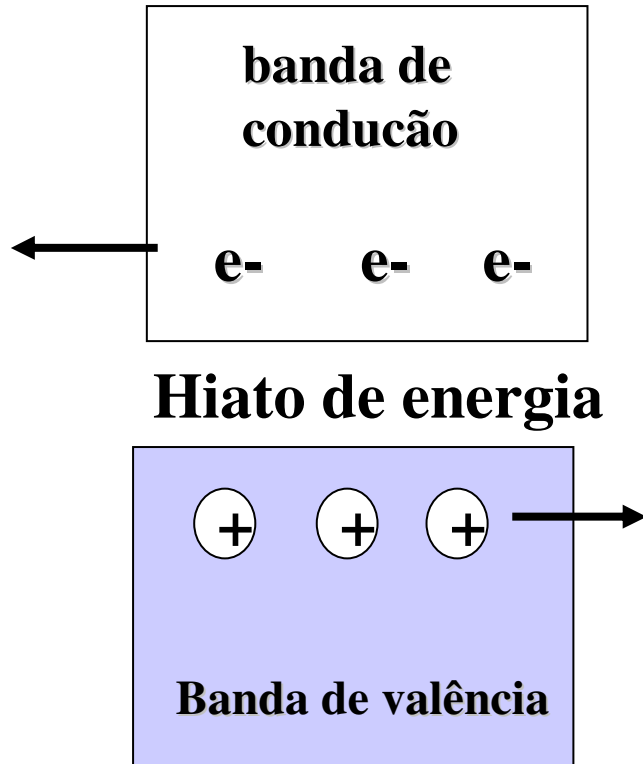 banda de
conducão
e- e- e-
Hiato de energia
+ + +
Banda de valência